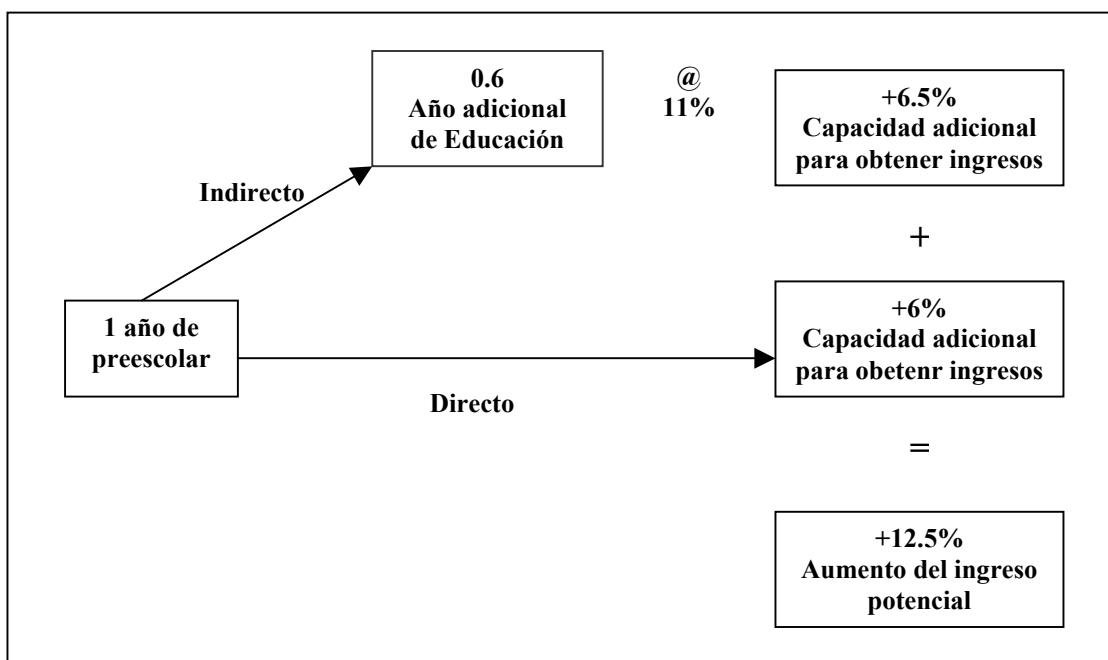 0.6
Año adicional
de Educación
@
11%
+6.5%
Capacidad adicional
para obtener ingresos
Indirecto
+
1 año de
preescolar
+6%
Capacidad adicional
para obetenr ingresos
Directo
=
+12.5%
Aumento del ingreso
potencial